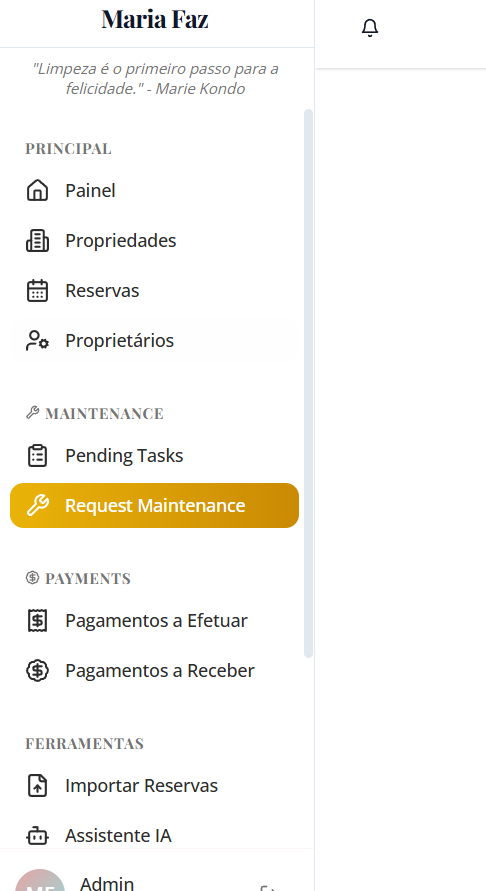 Maria Faz
"Limpeza é o primeiro passo para a
felicidade." - Marie Kondo
PRINCIPAL
Painel
Propriedades
Reservas
Proprietários
MAINTENANCE
Pending Tasks
Request Maintenance
PAYMENTS
Pagamentos a Efetuar
Pagamentos a Receber
FERRAMENTAS
Importar Reservas
Assistente IA
Admin